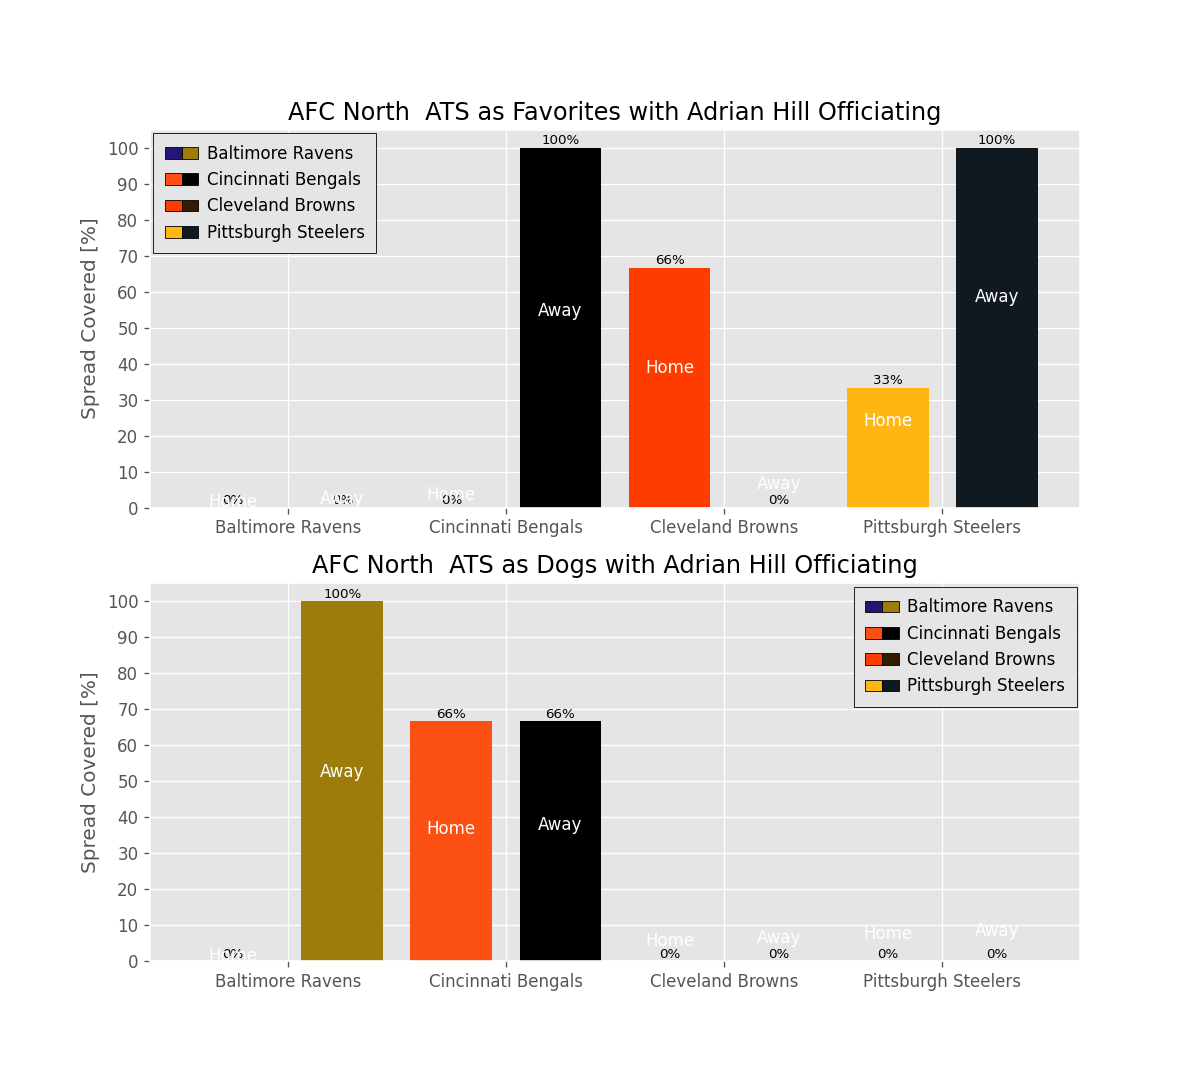 AFC North  ATS as Favorites with Adrian Hill Officiating
Spread Covered [%]
100
90
80
70
60
50
40
30
20
10
0
Baltimore Ravens
Cincinnati Bengals
Cleveland Browns
Pittsburgh Steelers
0%
Home
0%
Away
0%
Home
100%
Away
66%
Home
0%
Away
33%
Home
100%
Away
Baltimore Ravens
Cincinnati Bengals
Cleveland Browns
Pittsburgh Steelers
AFC North  ATS as Dogs with Adrian Hill Officiating
Spread Covered [%]
100
90
80
70
60
50
40
30
20
10
0
Baltimore Ravens
Cincinnati Bengals
Cleveland Browns
Pittsburgh Steelers
0%
Home
100%
Away
66%
Home
66%
Away
0%
Home
0%
Away
0%
Home
0%
Away
Baltimore Ravens
Cincinnati Bengals
Cleveland Browns
Pittsburgh Steelers